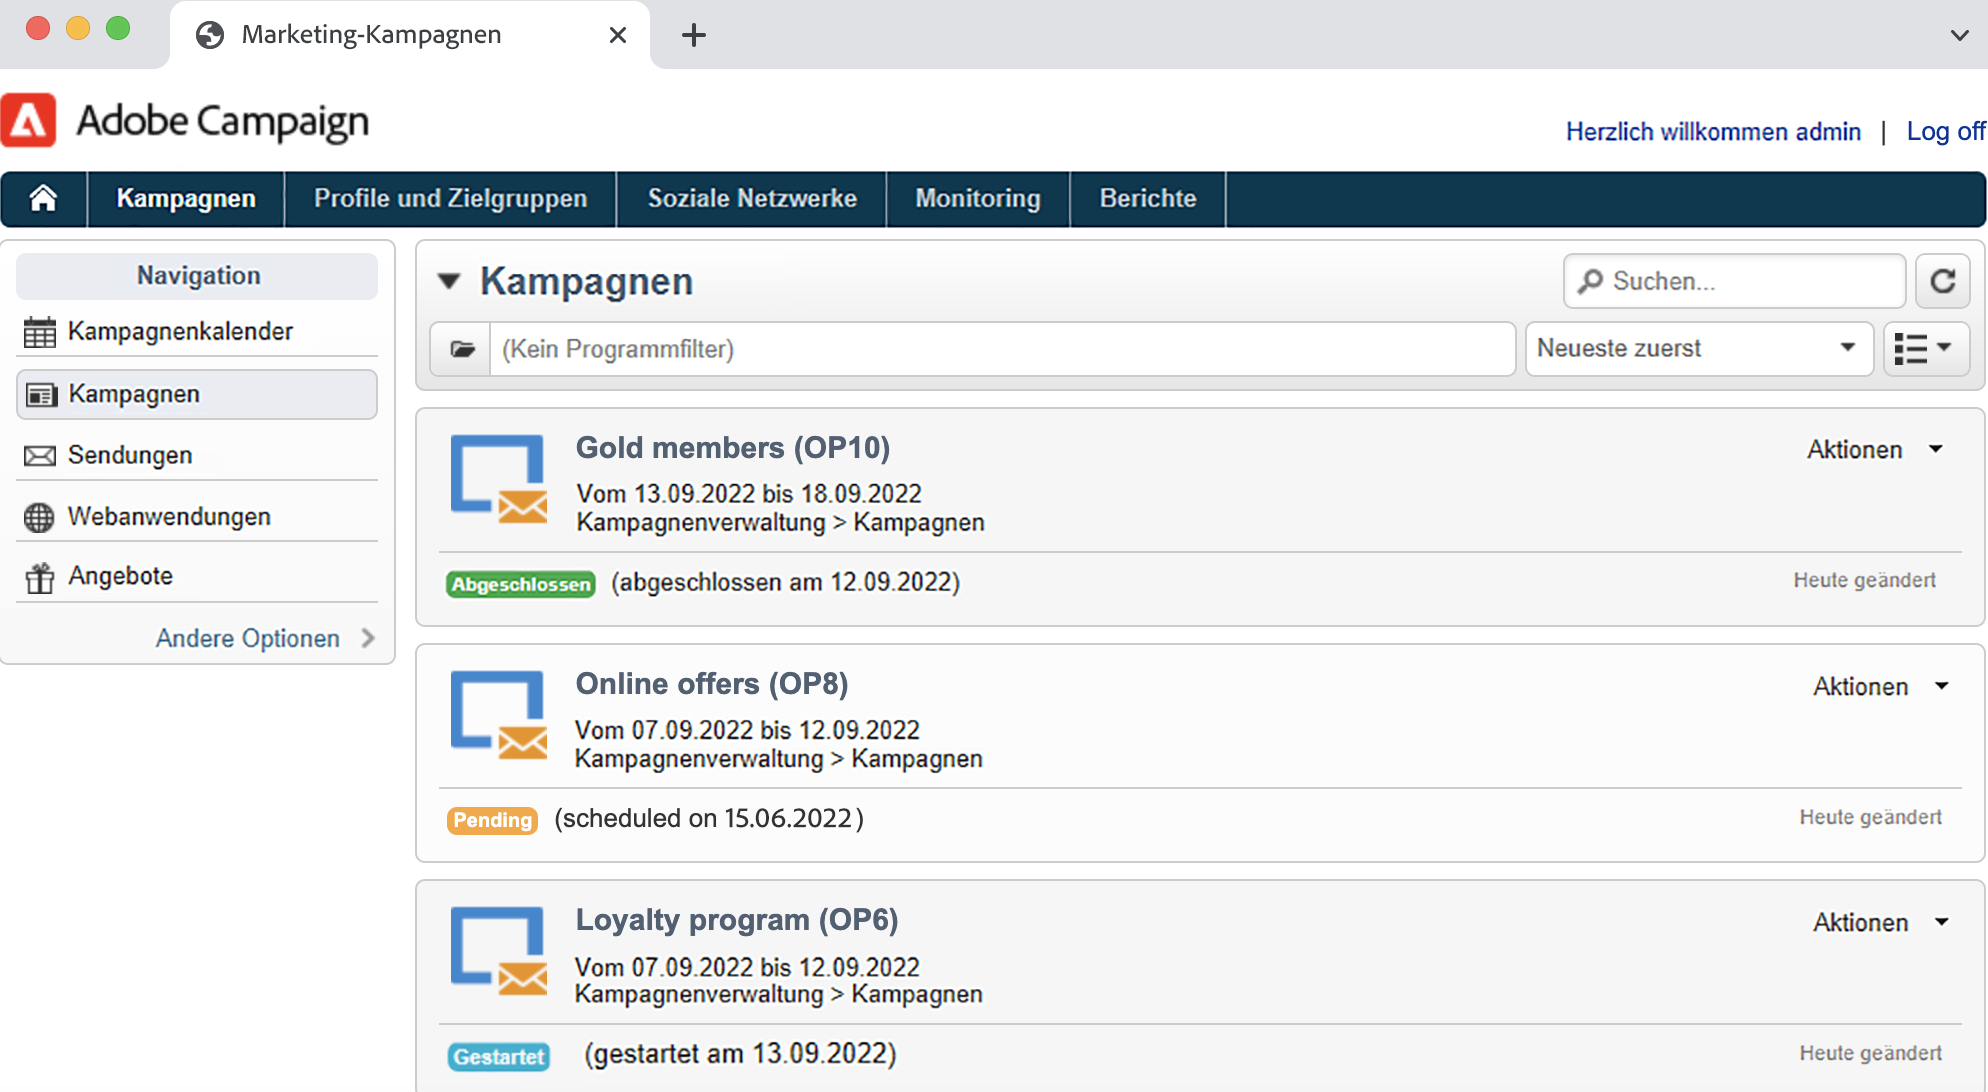 Marketing-Kampagnen
Adobe Campaign
Herzlich willkommen admin | Log off
Kampagnen
Profile und Zielgruppen
Soziale Netzwerke
Monitoring
Berichte
Navigation
Kampagnenkalender
Kampagnen
Sendungen
Webanwendungen
Angebote
Andere Optionen
Kampagnen
Suchen...
(Kein Programmfilter)
Neueste zuerst
Gold members (OP10)
Aktionen
Vom 13.09.2022 bis 18.09.2022
Kampagnenverwaltung > Kampagnen
Abgeschlossen (abgeschlossen am 12.09.2022)
Heute geändert
Online offers (OP8)
Aktionen
Vom 07.09.2022 bis 12.09.2022
Kampagnenverwaltung > Kampagnen
Pending (scheduled on 15.06.2022)
Heute geändert
Loyalty program (OP6)
Aktionen
Vom 07.09.2022 bis 12.09.2022
Kampagnenverwaltung > Kampagnen
Gestartet (gestartet am 13.09.2022)
Heute geändert